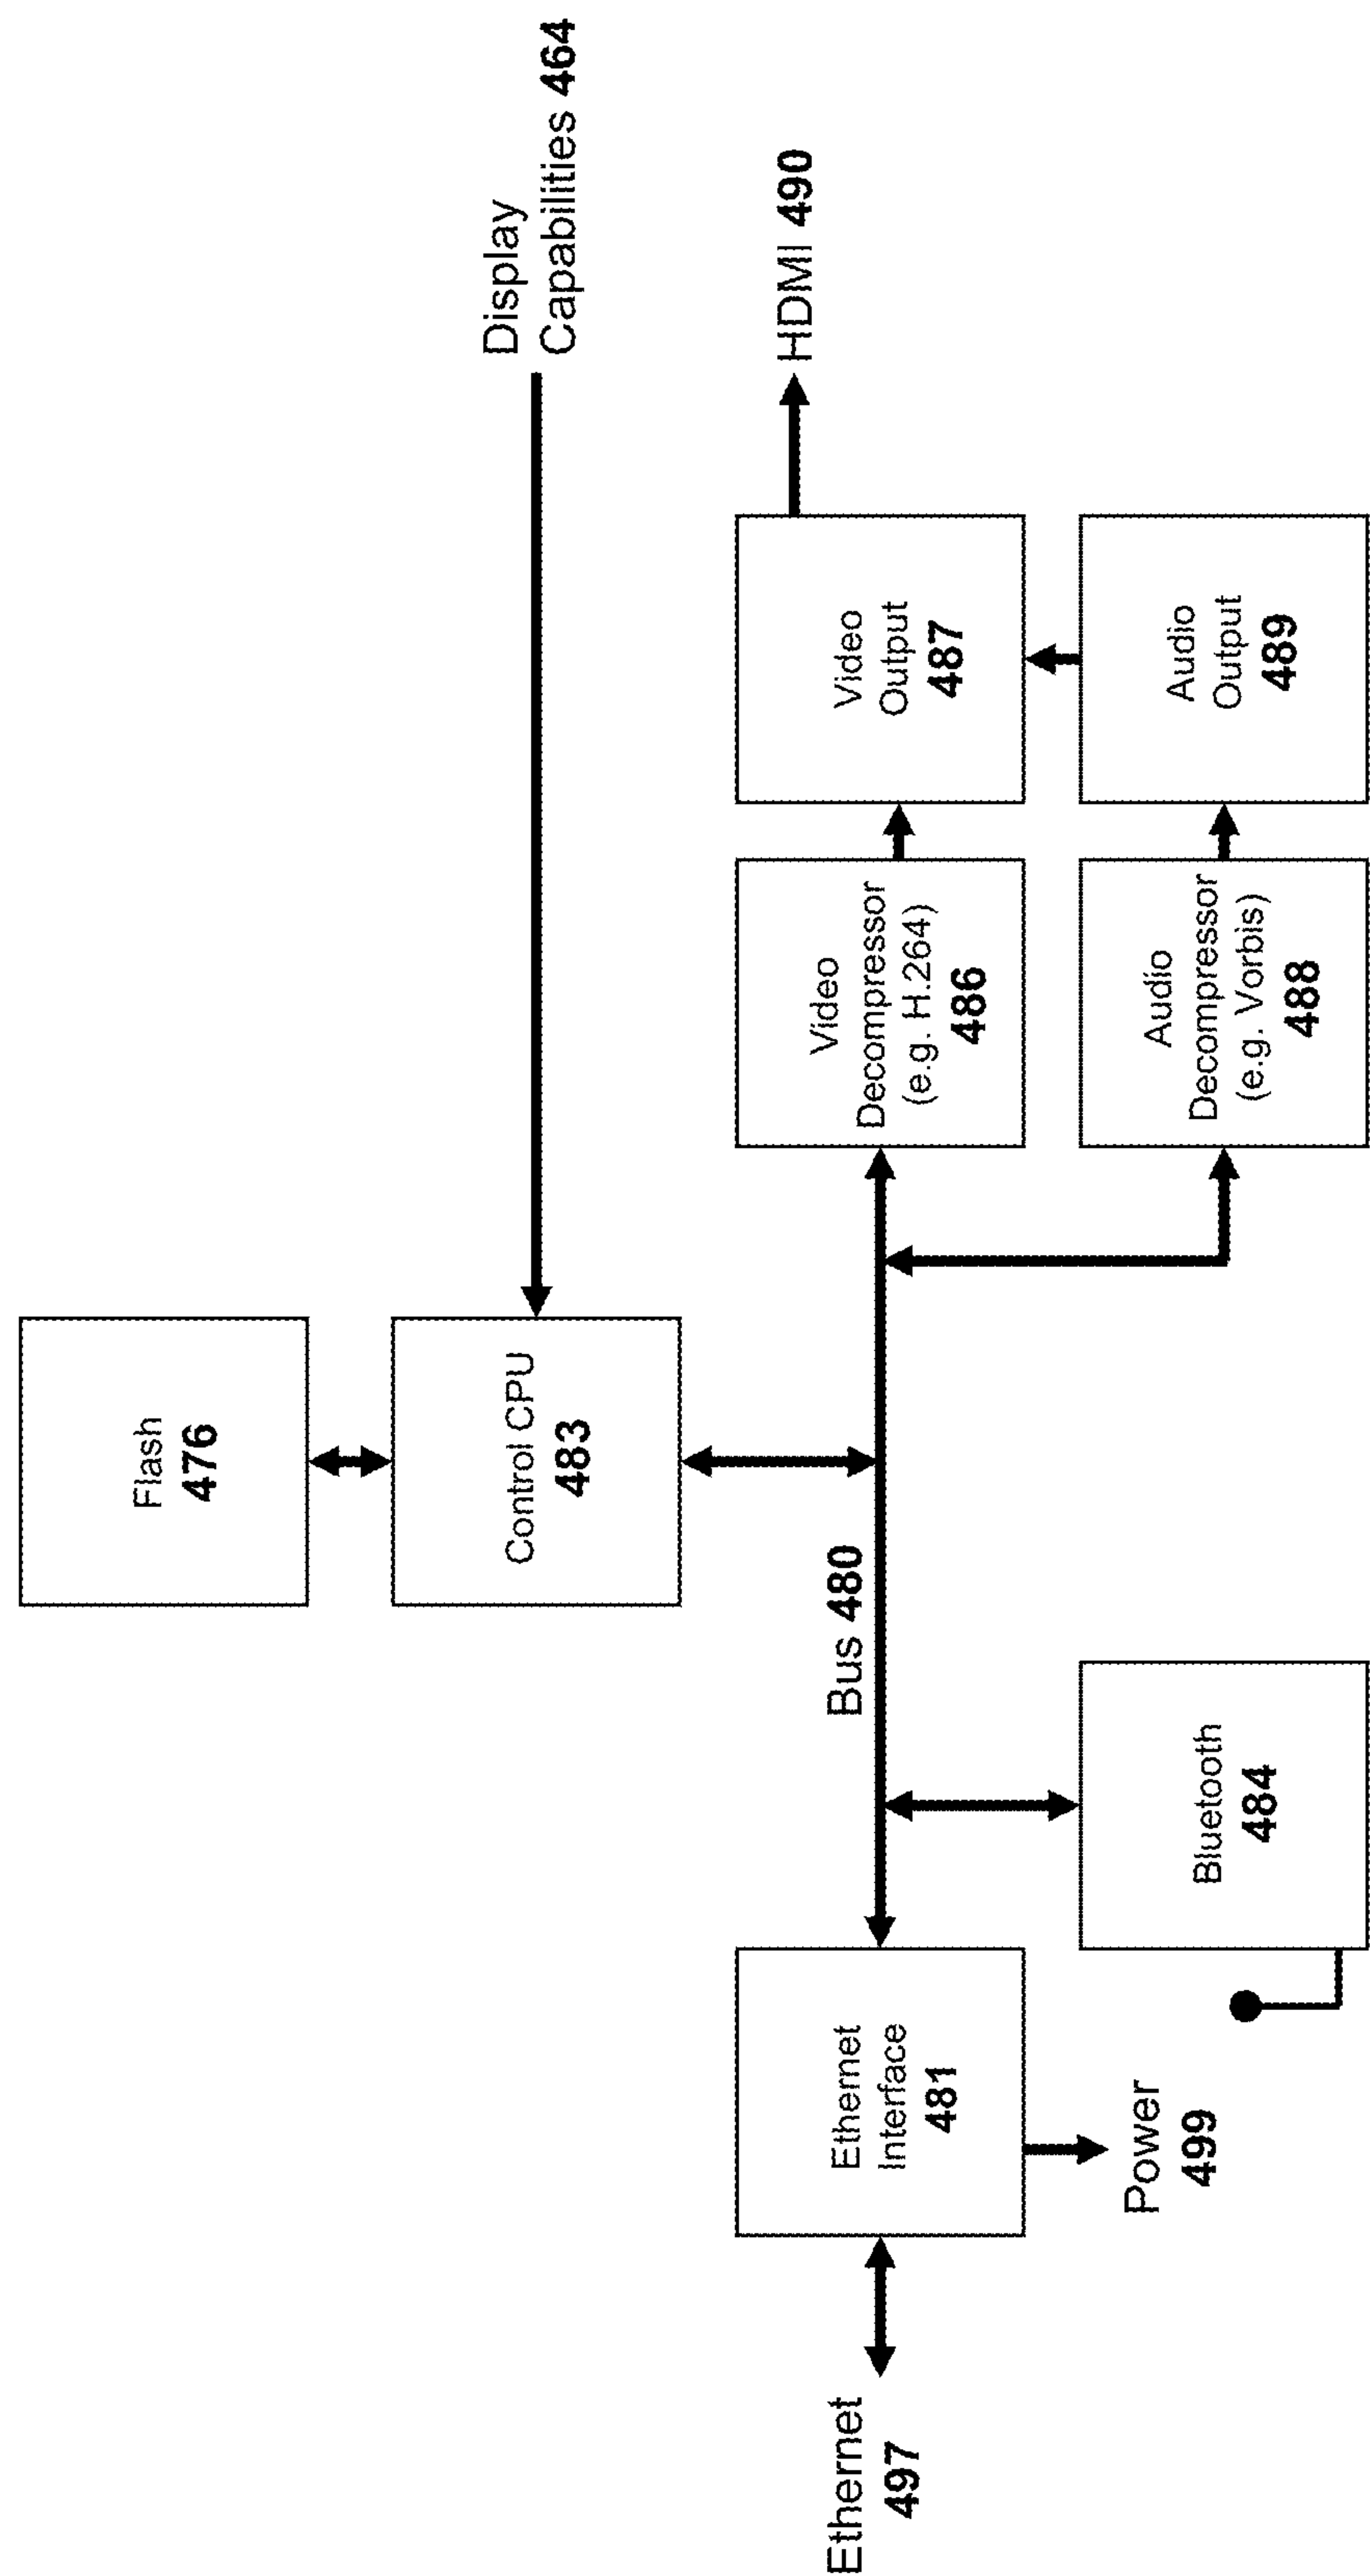 Flash
476
Control CPU
483
Display
Capabilities 464
Ethernet
497
Ethernet
Interface
481
Bus 480
Video
Decompressor
(e.g. H.264)
486
Video
Output
487
HDMI 490
Power
499
Bluetooth
484
Audio
Decompressor
(e.g. Vorbis)
488
Audio
Output
489